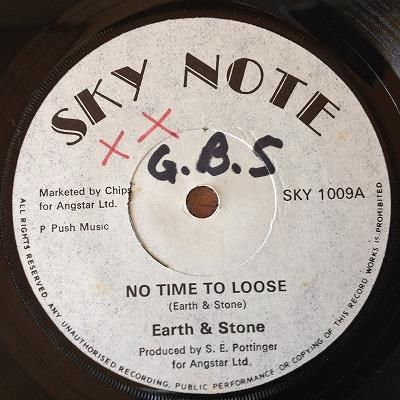 SKY NOTE
XX
G.B.S
Marketed by Chips
for Angstar Ltd.
SKY 1009A
P Push Music
NO TIME TO LOOSE
(Earth & Stone)
Earth & Stone
Produced by S. E. Pottinger
for Angstar Ltd.
ALL RIGHTS RESERVED. ANY UNAUTHORISED RECORDING, PUBLIC PERFORMANCE OR COPYING OF THIS RECORD WORKS IS PROHIBITED